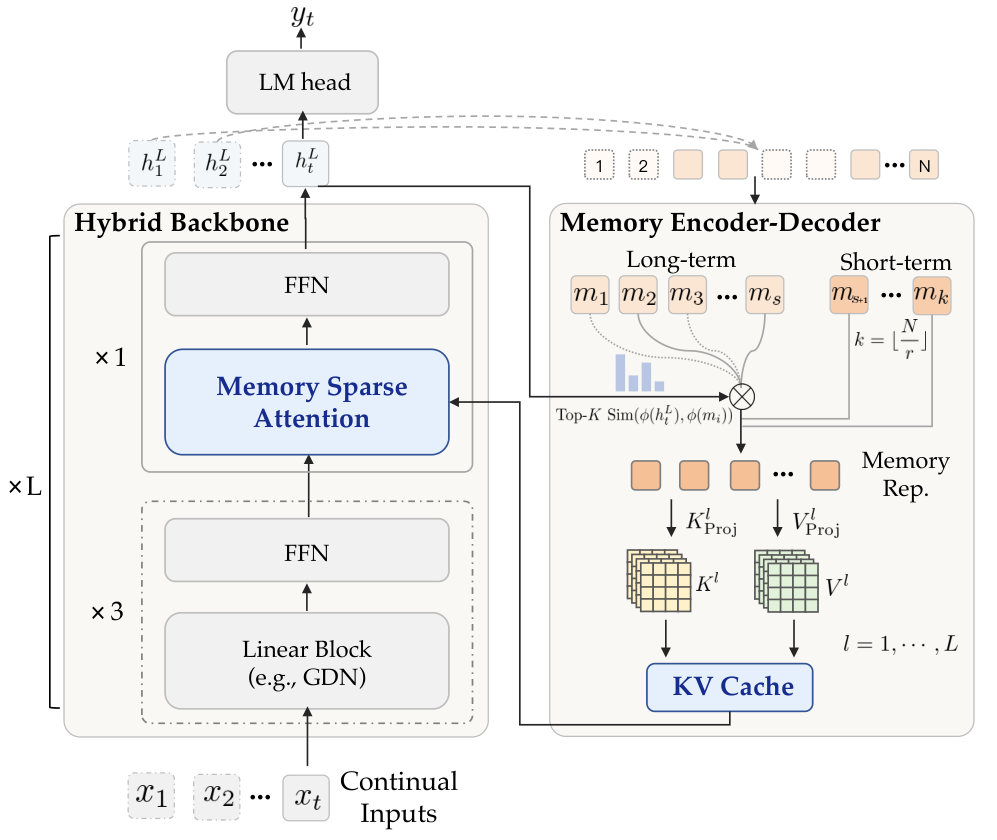 y_t
LM head
h_1^L h_2^L ••• h_t^L
1 2 ••• N
Hybrid Backbone
FFN
×1
Memory Sparse
Attention
×L
FFN
×3
Linear Block
(e.g., GDN)
x_1 x_2 ••• x_t
Continual
Inputs
Memory Encoder-Decoder
Long-term
Short-term
m_1 m_2 m_3 ••• m_s
m_{s+1} ••• m_k
k = ⌊N/r⌋
Top-K Sim(ϕ(h_t^L), ϕ(m_i))
•••
Memory
Rep.
K_Proj^l
V_Proj^l
K^l
V^l
l = 1, ⋯ , L
KV Cache